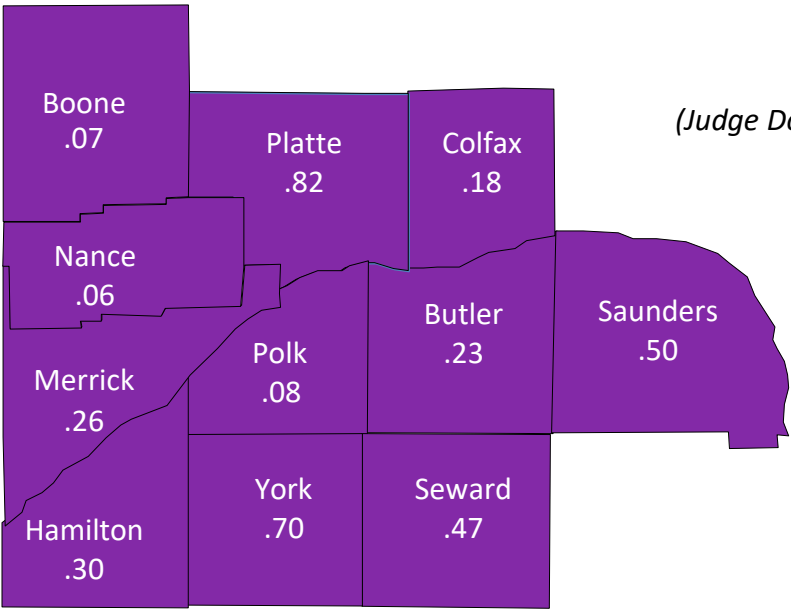 Boone
.07
Platte
.82
Colfax
.18
(Judge
Nance
.06
Merrick
.26
Polk
.08
Butler
.23
Saunders
.50
Hamilton
.30
York
.70
Seward
.47